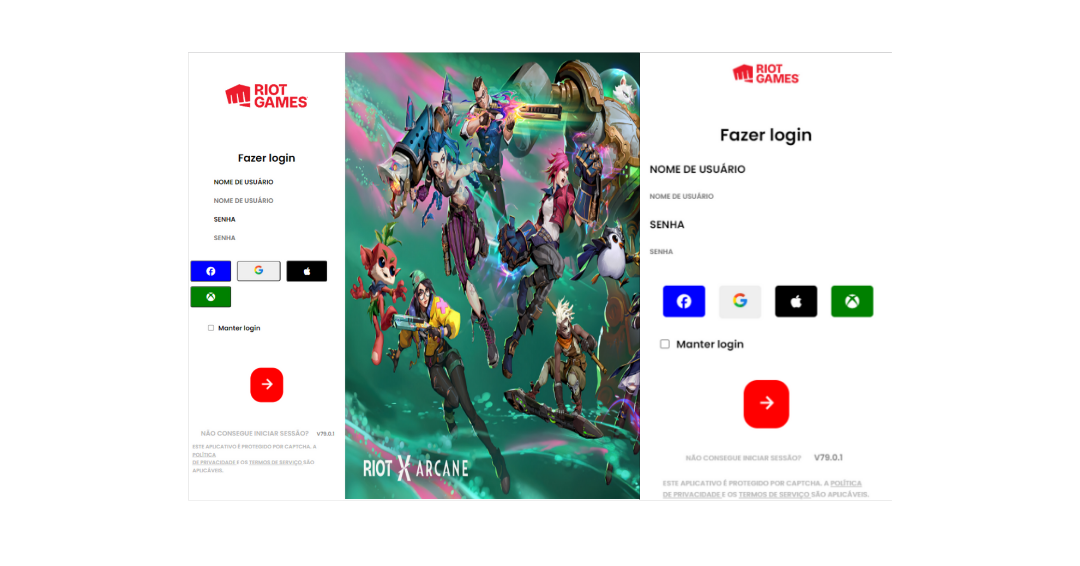 RIOT
GAMES
Fazer login
NOME DE USUÁRIO
NOME DE USUÁRIO
SENHA
SENHA
Manter login
NÃO CONSEGUE INICIAR SESSÃO? V79.0.1
ESTE APLICATIVO É PROTEGIDO POR CAPTCHA. A
POLÍTICA
DE PRIVACIDADE E OS TERMOS DE SERVIÇO SÃO
APLICÁVEIS.
RIOT X ARCANE
RIOT
GAMES
Fazer login
NOME DE USUÁRIO
NOME DE USUÁRIO
SENHA
SENHA
Manter login
NÃO CONSEGUE INICIAR SESSÃO? V79.0.1
ESTE APLICATIVO É PROTEGIDO POR CAPTCHA. A POLÍTICA
DE PRIVACIDADE E OS TERMOS DE SERVIÇO SÃO APLICÁVEIS.